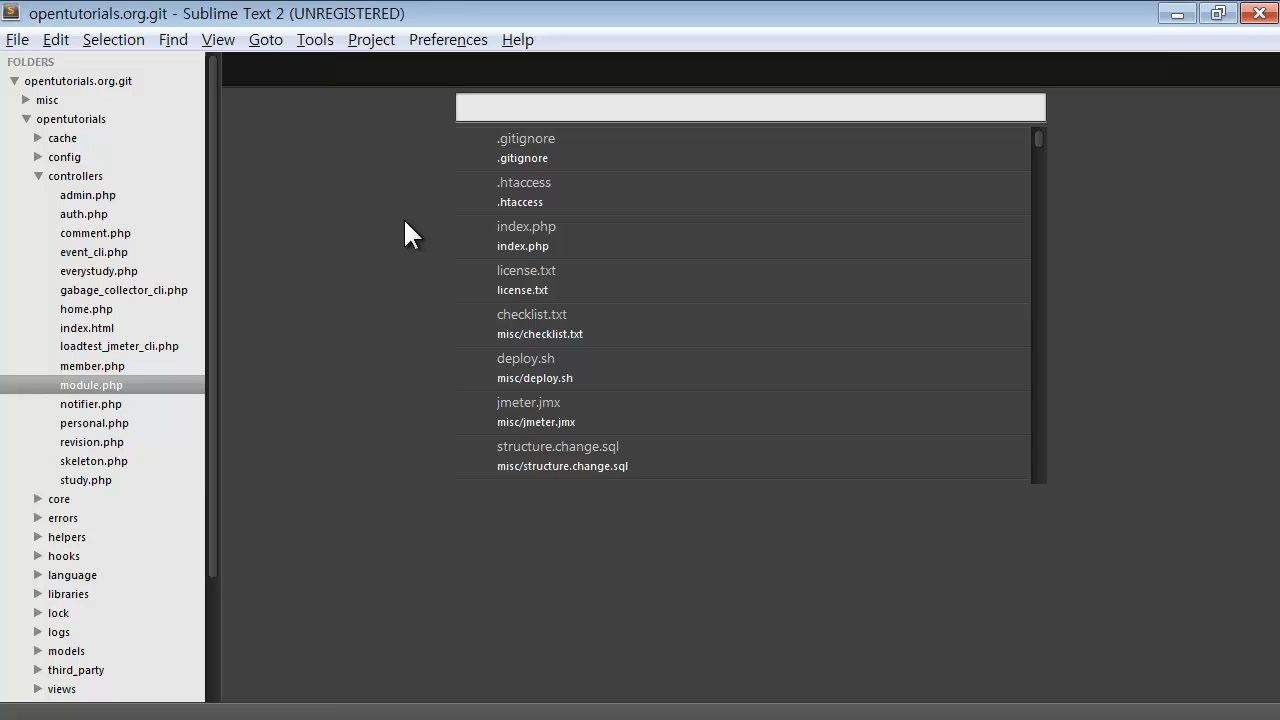 opentutorials.org.git - Sublime Text 2 (UNREGISTERED)
File Edit Selection Find View Goto Tools Project Preferences Help
FOLDERS
opentutorials.org.git
misc
opentutorials
cache
config
controllers
admin.php
auth.php
comment.php
event_cli.php
everystudy.php
gabage_collector_cli.php
home.php
index.html
loadtest_jmeter_cli.php
member.php
module.php
notifier.php
personal.php
revision.php
skeleton.php
study.php
core
errors
helpers
hooks
language
libraries
lock
logs
models
third_party
views
.gitignore
.gitignore
.htaccess
.htaccess
index.php
index.php
license.txt
license.txt
checklist.txt
misc/checklist.txt
deploy.sh
misc/deploy.sh
jmeter.jmx
misc/jmeter.jmx
structure.change.sql
misc/structure.change.sql